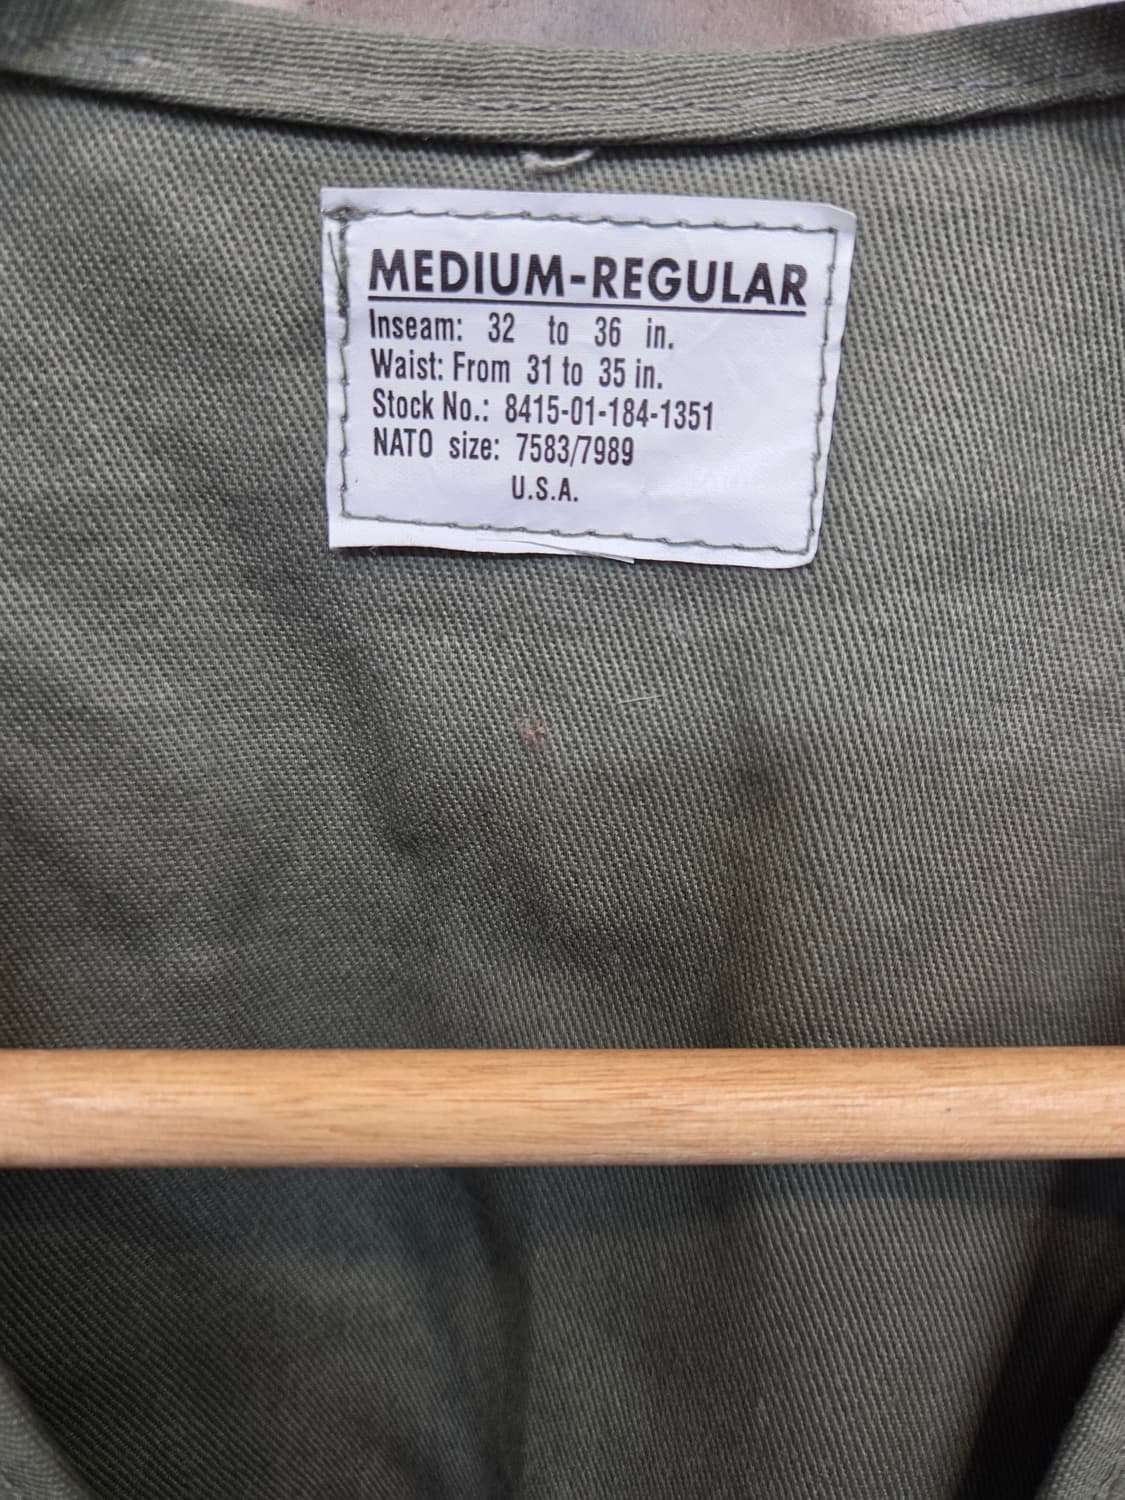 MEDIUM-REGULAR
Inseam: 32 to 36 in.
Waist: From 31 to 35 in.
Stock No.: 8415-01-184-1351
NATO size: 7583/7989
U.S.A.